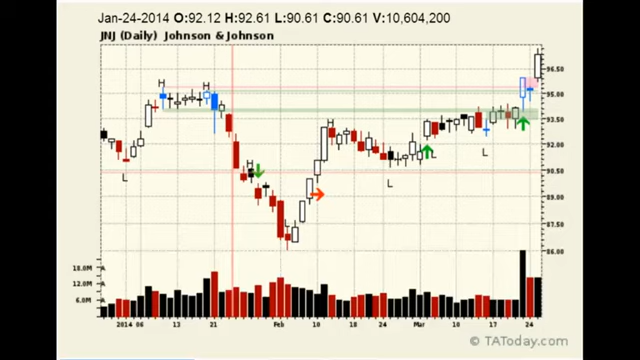 Jan-24-2014 O:92.12 H:92.61 L:90.61 C:90.61 V:10,604,200
JNJ (Daily) Johnson & Johnson
H H
96.50
95.00
93.50
H
92.00
H
L L L L
90.50
89.00
87.50
86.00
18.0M
12.0M
6.0M
2014 06 13 21 Feb 10 18 24 Mar 10 17 24
© TAToday.com